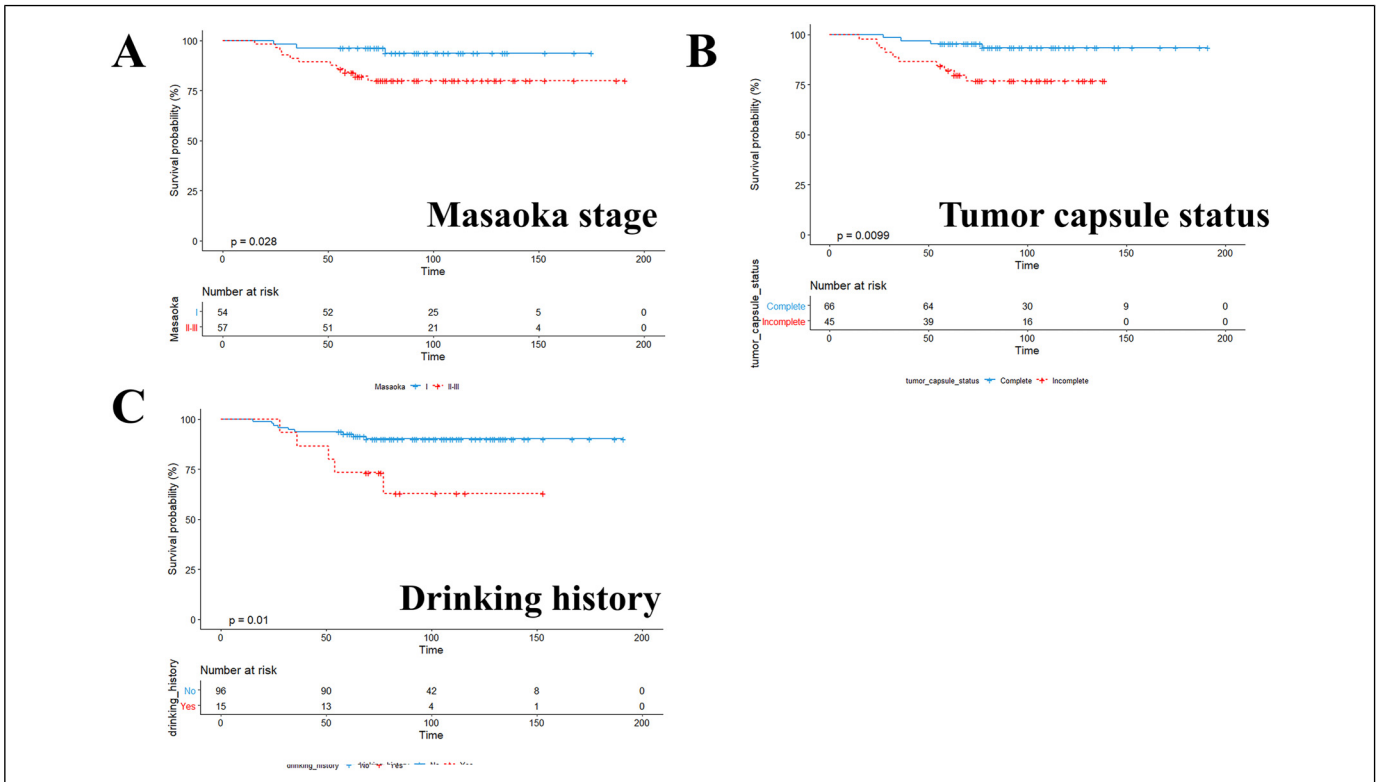 A
Survival probability (%)
100
75
50
25
0
p = 0.028
Masaoka stage
0 50 100 150 200
Time
Number at risk
Masaoka
I 54 52 25 5 0
II-III 57 51 21 4 0
0 50 100 150 200
Time
Masaoka I II-III
B
Survival probability (%)
100
75
50
25
0
p = 0.0099
Tumor capsule status
0 50 100 150 200
Time
Number at risk
tumor_capsule_status
Complete 66 64 30 9 0
Incomplete 45 39 16 0 0
0 50 100 150 200
Time
tumor_capsule_status Complete Incomplete
C
Survival probability (%)
100
75
50
25
0
p = 0.01
Drinking history
0 50 100 150 200
Time
Number at risk
drinking_history
No 96 90 42 8 0
Yes 15 13 4 1 0
0 50 100 150 200
Time
drinking_history No Yes No Yes